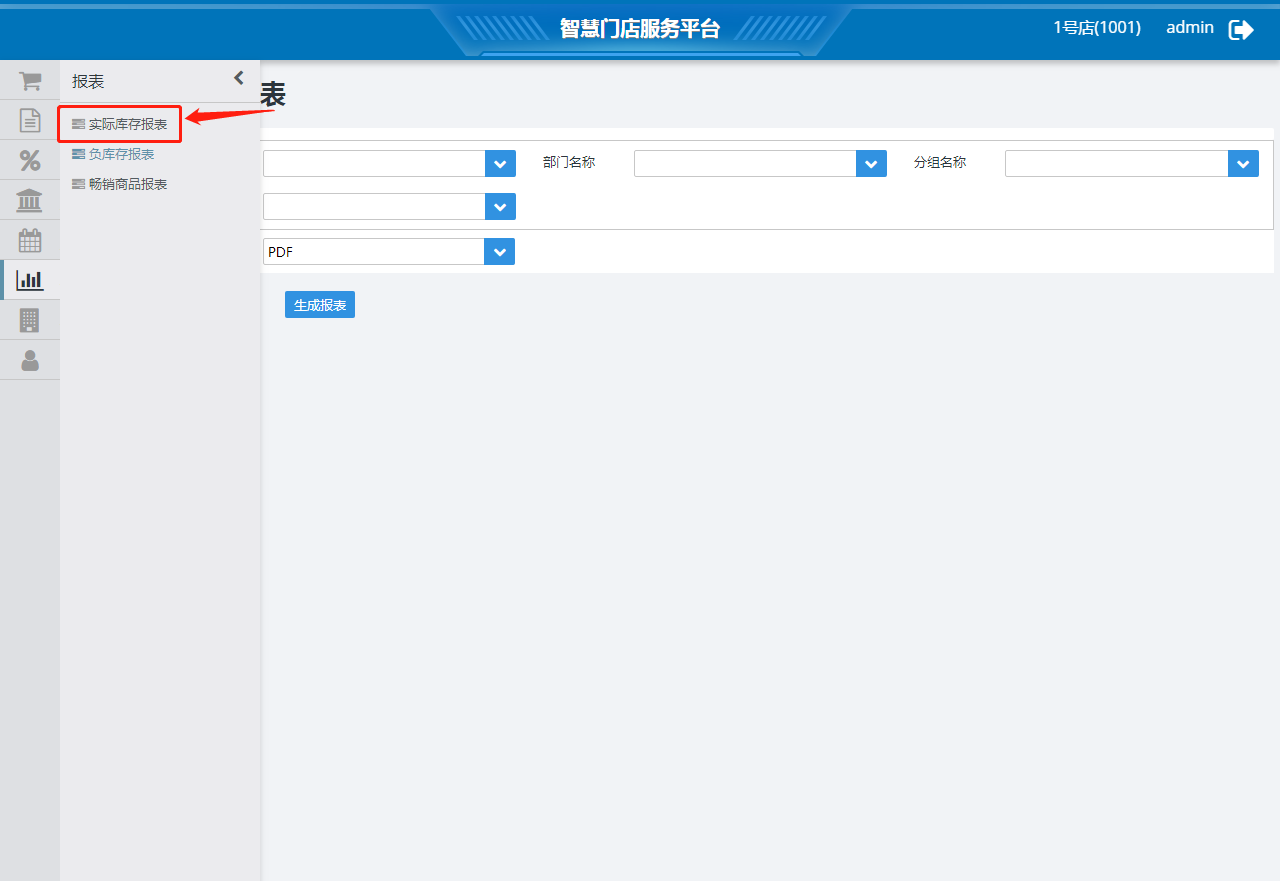 智慧门店服务平台
1号店(1001) admin
报表
表
实际库存报表
负库存报表
畅销商品报表
部门名称 分组名称
PDF
生成报表